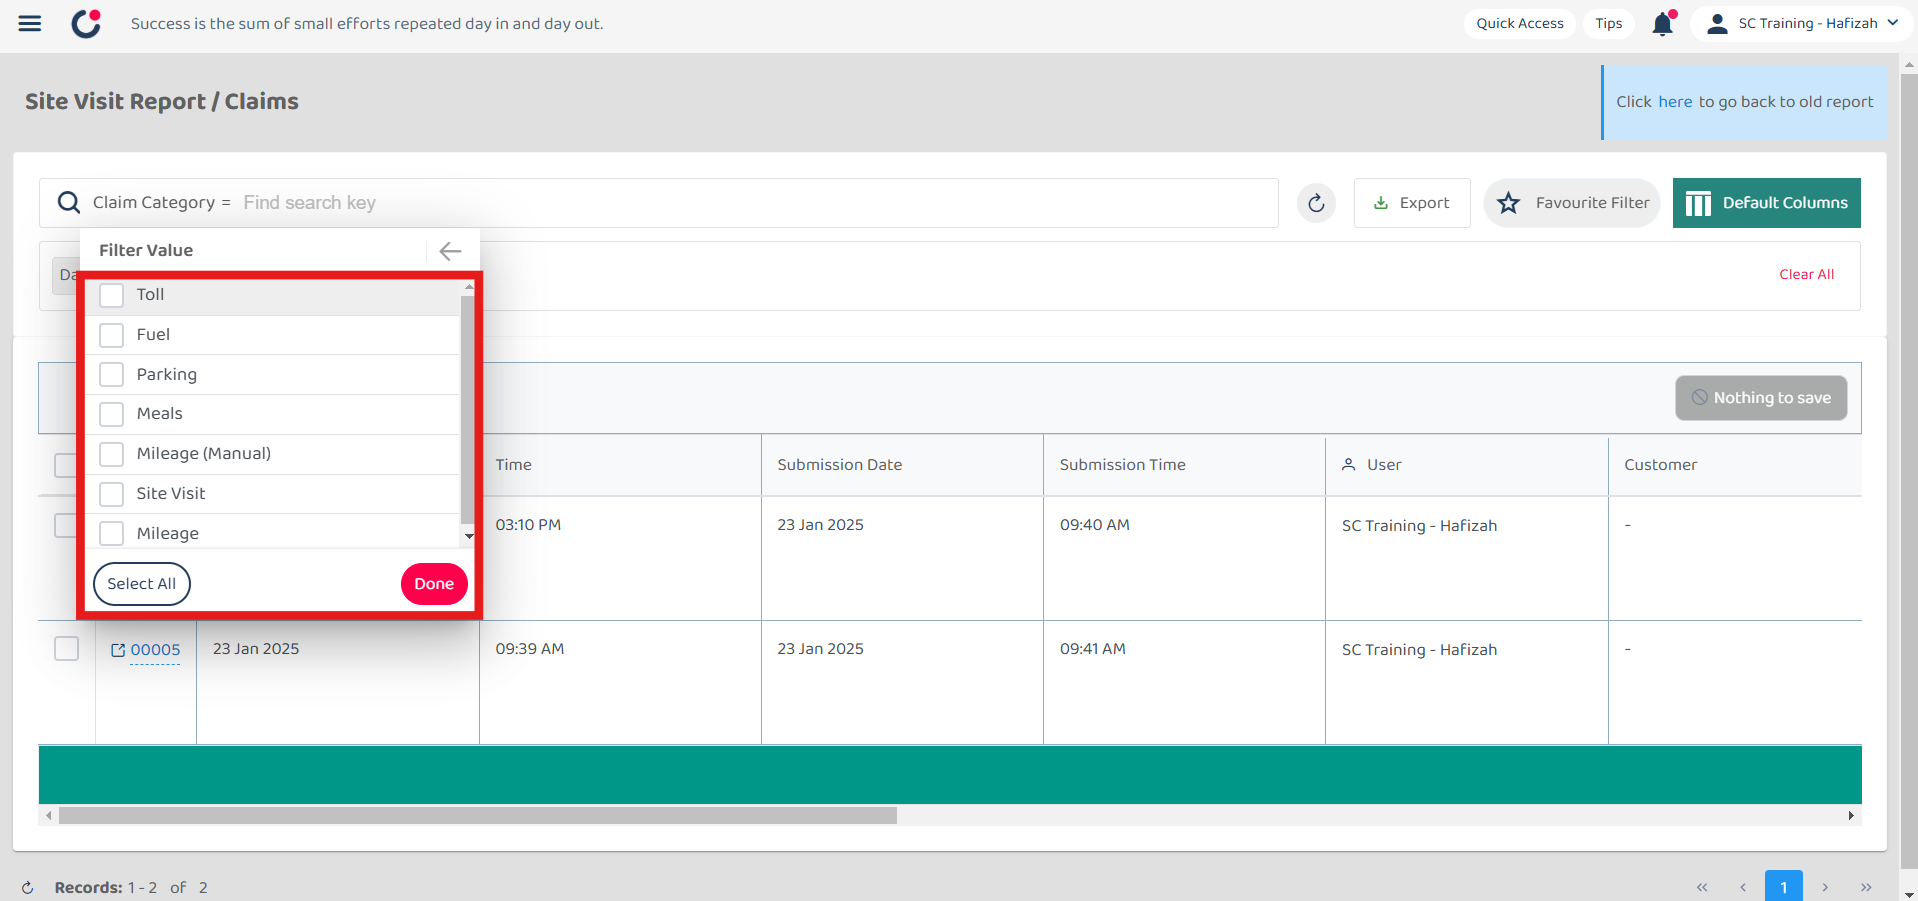 Success is the sum of small efforts repeated day in and day out.
Quick Access
Tips
SC Training - Hafizah
Site Visit Report / Claims
Click here to go back to old report
Claim Category = Find search key
Export
Favourite Filter
Default Columns
Filter Value
Da
Clear All
Toll
Fuel
Parking
Meals
Mileage (Manual)
Site Visit
Mileage
Select All
Done
Nothing to save
Time
Submission Date
Submission Time
User
Customer
03:10 PM
23 Jan 2025
09:40 AM
SC Training - Hafizah
-
00005
23 Jan 2025
09:39 AM
23 Jan 2025
09:41 AM
SC Training - Hafizah
-
Records: 1 - 2 of 2
« ‹ 1 › »